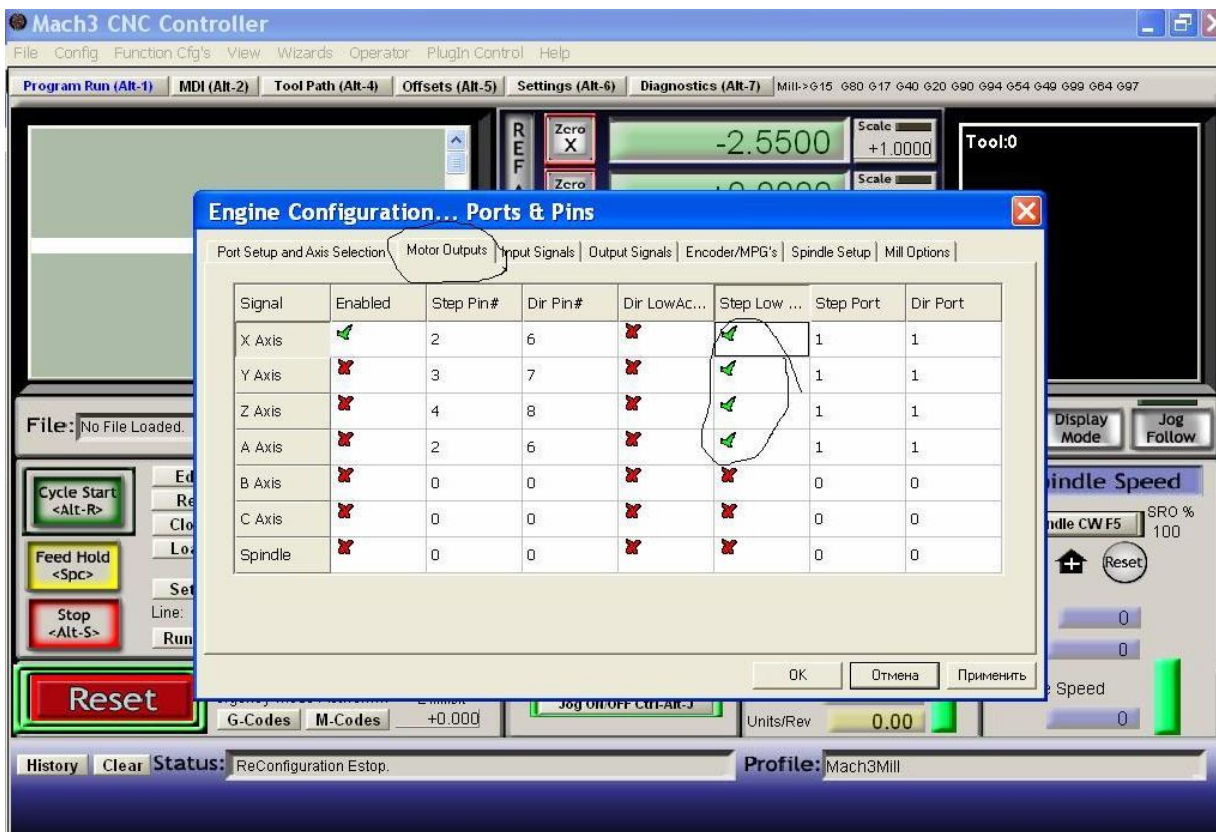 Mach3 CNC Controller
File Config Function Cfg's View Wizards Operator PlugIn Control Help
Program Run (Alt-1) MDI (Alt-2) Tool Path (Alt-4) Offsets (Alt-5) Settings (Alt-6) Diagnostics (Alt-7) Mill->G15 G80 G17 G40 G20 G90 G94 G54 G49 G99 G64 G97
REF
Zero X -2.5500 Scale +1.0000 Tool:0
Zero Scale
Engine Configuration... Ports & Pins
Port Setup and Axis Selection Motor Outputs Input Signals Output Signals Encoder/MPG's Spindle Setup Mill Options
Signal Enabled Step Pin# Dir Pin# Dir LowAc... Step Low ... Step Port Dir Port
X Axis 2 6 1 1
Y Axis 3 7 1 1
Z Axis 4 8 1 1
A Axis 2 6 1 1
B Axis 0 0 0 0
C Axis 0 0 0 0
Spindle 0 0 0 0
OK Отмена Применить
File: No File Loaded.
Display Mode Jog Follow
Cycle Start <Alt-R>
Feed Hold <Spc>
Stop <Alt-S>
Line:
Run
indle Speed
ndle CW F5 SRO % 100
Reset
0
0
Speed
0
Reset
G-Codes M-Codes +0.000 Jog ON/OFF Ctrl-Alt-J Units/Rev 0.00
History Clear Status: ReConfiguration Estop. Profile: Mach3Mill